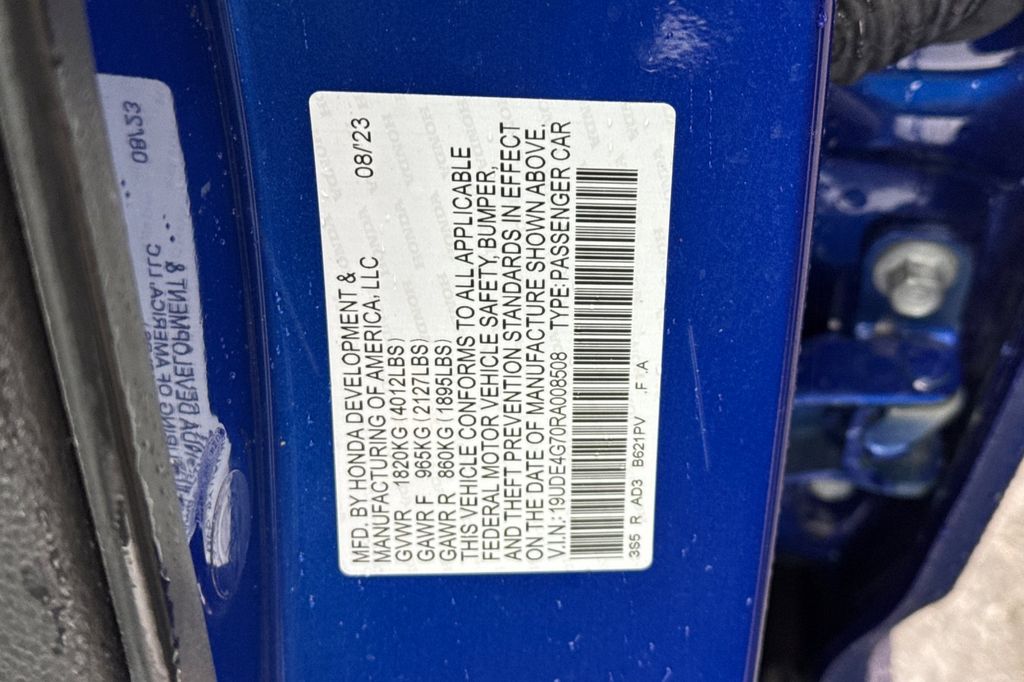 MFD. BY HONDA DEVELOPMENT & 08/'23
MANUFACTURING OF AMERICA, LLC
GVWR 1820KG (4012LBS)
GAWR F 965KG (2127LBS)
GAWR R 860KG (1895LBS)
THIS VEHICLE CONFORMS TO ALL APPLICABLE
FEDERAL MOTOR VEHICLE SAFETY, BUMPER,
AND THEFT PREVENTION STANDARDS IN EFFECT
ON THE DATE OF MANUFACTURE SHOWN ABOVE.
V.I.N.: 19UDE4G70RA008508 TYPE: PASSENGER CAR
3S5 R AD3 B621PV F A